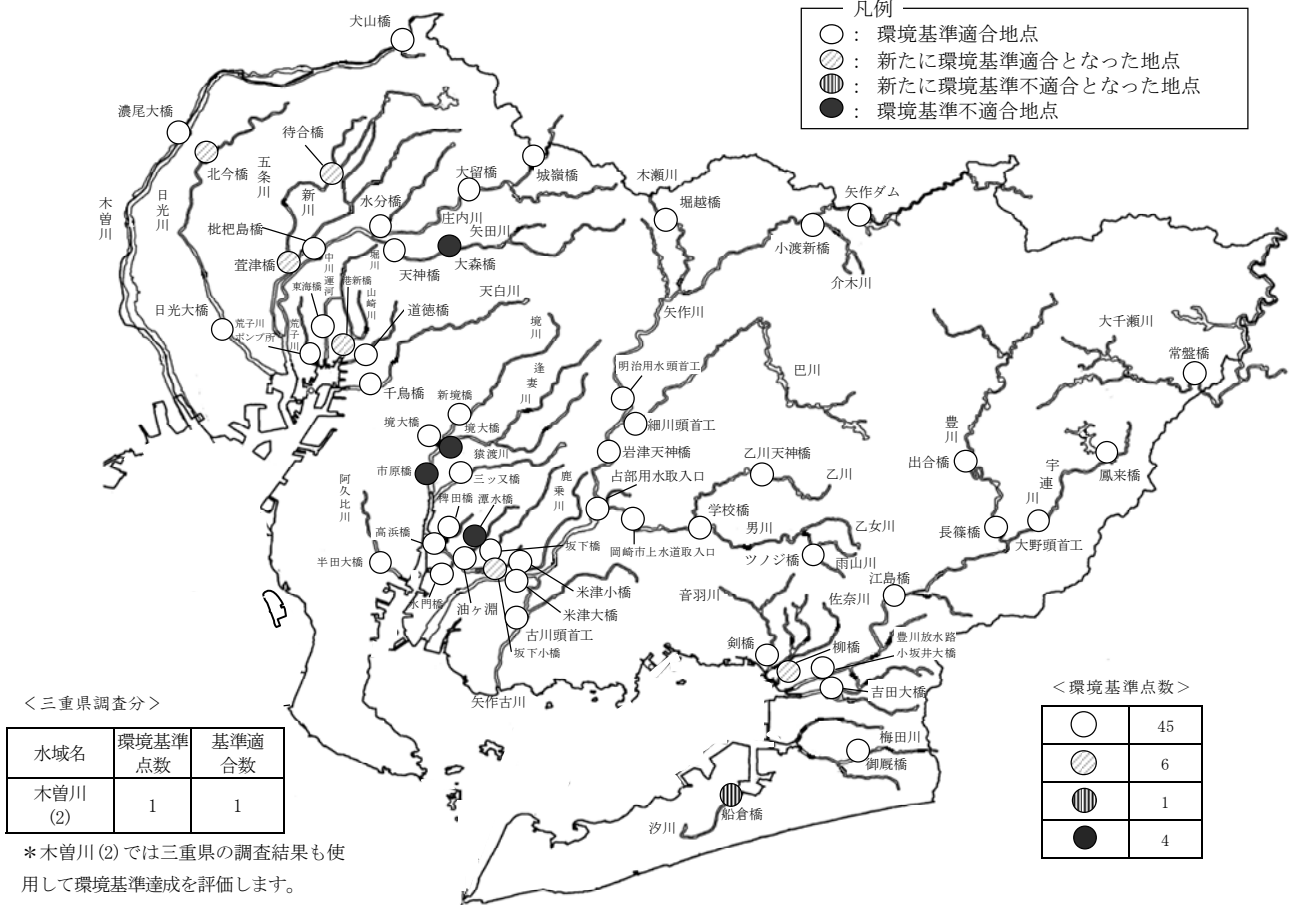 凡例
○ : 環境基準適合地点
: 新たに環境基準適合となった地点
: 新たに環境基準不適合となった地点
● : 環境基準不適合地点
犬山橋
濃尾大橋
待合橋
北今橋
五条川
新川
木曽川
日光川
枇杷島橋
萱津橋
水分橋
大留橋
城嶺橋
庄内川
矢田川
堀川
天神橋
大森橋
木瀬川
堀越橋
矢作ダム
小渡新橋
介木川
矢作川
中川運河
東海橋
港新橋
山崎川
道徳橋
天白川
日光大橋
荒子川
ポンプ所
荒子川
千鳥橋
境川
逢妻川
新境橋
境大橋
境大橋
猿渡川
市原橋
三ッ又橋
明治用水頭首工
細川頭首工
岩津天神橋
巴川
阿久比川
稗田橋
潭水橋
鹿乗川
占部用水取入口
乙川天神橋
乙川
高浜橋
坂下橋
学校橋
男川
乙女川
岡崎市上水道取入口
ツノジ橋
雨山川
半田大橋
水門橋
油ヶ淵
米津小橋
米津大橋
古川頭首工
坂下小橋
矢作古川
大千瀬川
常盤橋
豊川
出合橋
宇連川
鳳来橋
長篠橋
大野頭首工
江島橋
音羽川
佐奈川
剣橋
柳橋
豊川放水路
小坂井大橋
吉田大橋
梅田川
御厩橋
船倉橋
汐川
＜三重県調査分＞
水域名 環境基準点数 基準適合数
木曽川(2) 1 1
＊木曽川(2)では三重県の調査結果も使
用して環境基準達成を評価します。
＜環境基準点数＞
○ 45
6
1
● 4